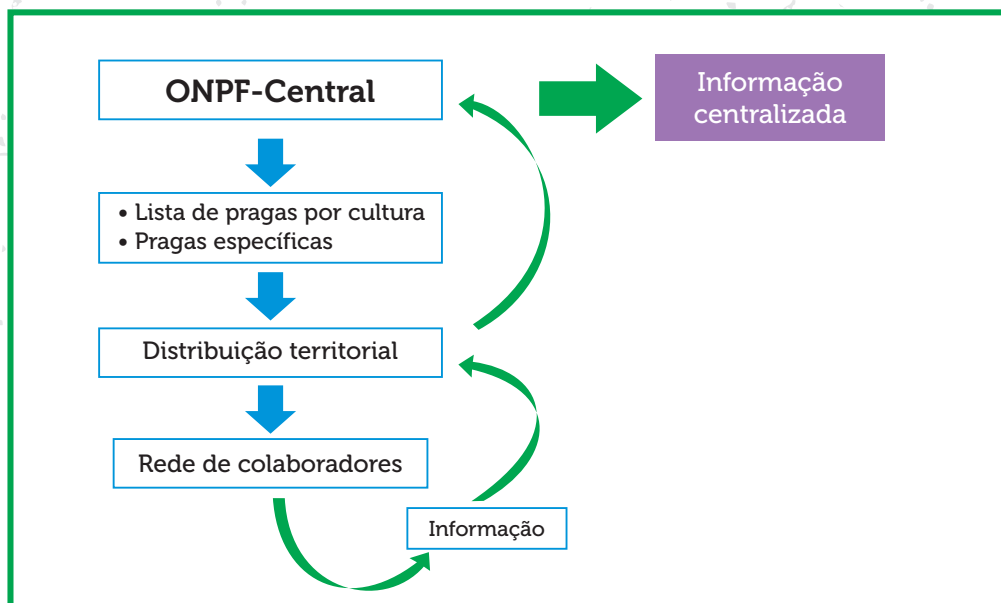 ONPF-Central
Informação
centralizada
• Lista de pragas por cultura
• Pragas específicas
Distribuição territorial
Rede de colaboradores
Informação